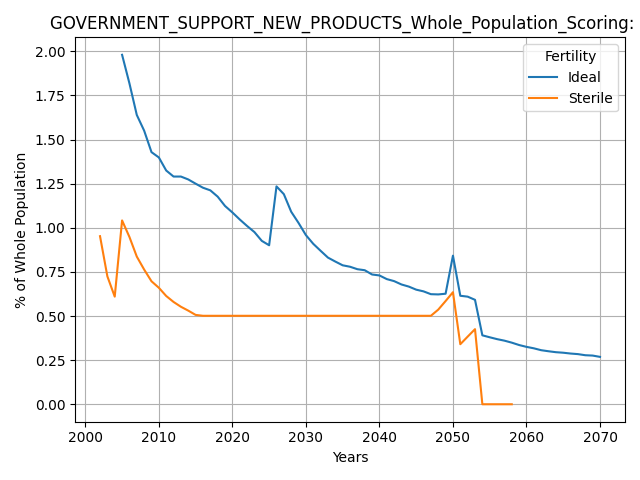 GOVERNMENT_SUPPORT_NEW_PRODUCTS_Whole_Population_Scoring:
Fertility
Ideal
Sterile
% of Whole Population
2.00
1.75
1.50
1.25
1.00
0.75
0.50
0.25
0.00
2000 2010 2020 2030 2040 2050 2060 2070
Years